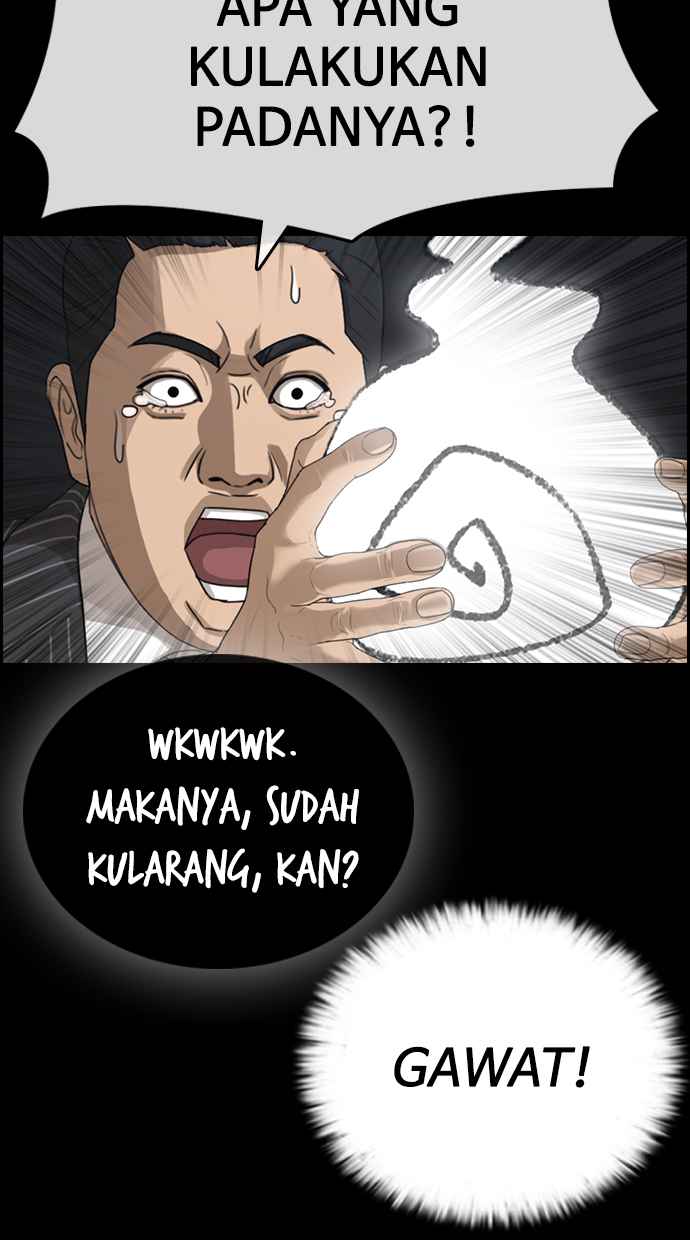 APA YANG
KULAKUKAN
PADANYA?!
WKWKWK.
MAKANYA, SUDAH
KULARANG, KAN?
GAWAT!